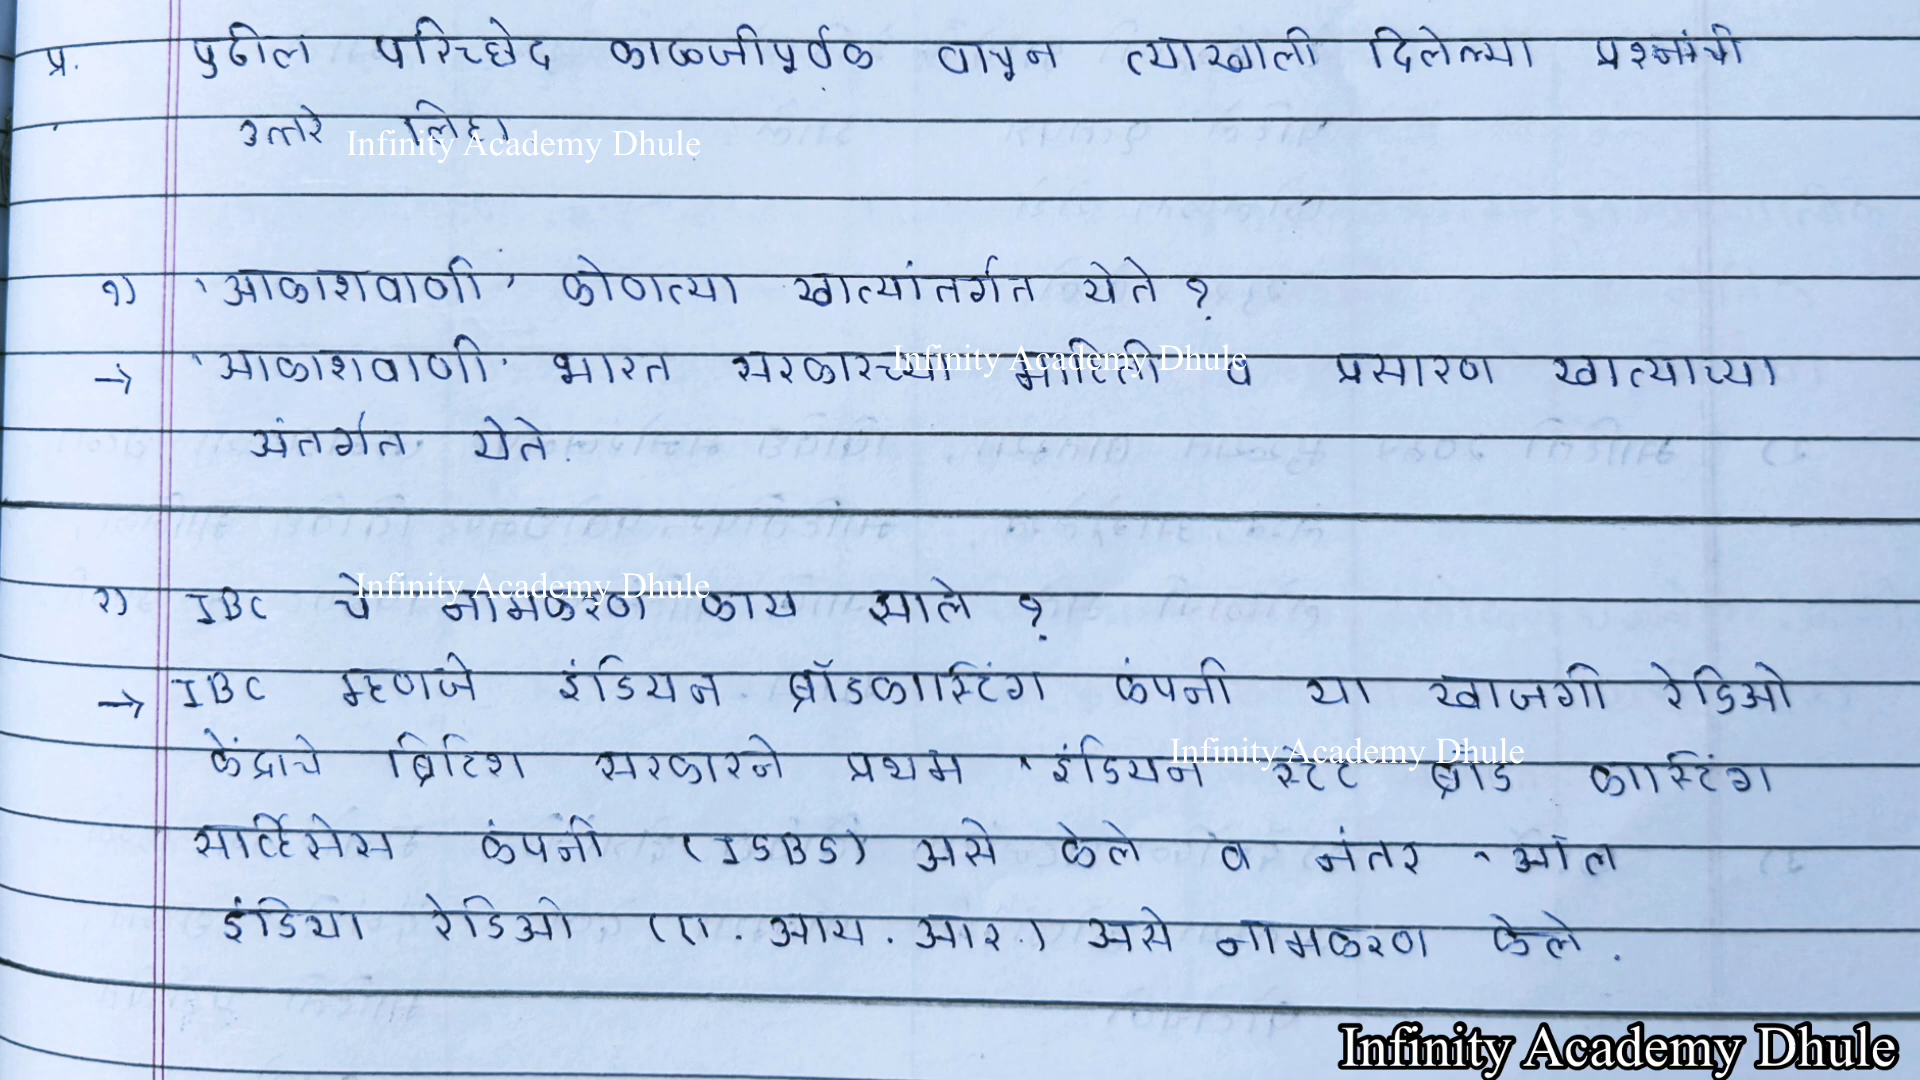 प्र. पुढील परिच्छेद काळजीपूर्वक वाचून त्याखाली दिलेल्या प्रश्नांची
उत्तरे लिहा
Infinity Academy Dhule
१) 'आकाशवाणी' कोणत्या खात्यांतर्गत येते ?
→ 'आकाशवाणी' भारत सरकारच्या माहिती व प्रसारण खात्याच्या
Infinity Academy Dhule
अंतर्गत येते.
Infinity Academy Dhule
२) IBC चे नामकरण काय झाले ?
→ IBC म्हणजे इंडियन ब्रॉडकास्टिंग कंपनी या खाजगी रेडिओ
Infinity Academy Dhule
केंद्राचे ब्रिटिश सरकारने प्रथम 'इंडियन स्टेट ब्रॉड कास्टिंग
सर्व्हिसेस कंपनी (ISBS) असे केले व नंतर 'ऑल
इंडिया रेडिओ (ए. आय. आर.) असे नामकरण केले.
Infinity Academy Dhule